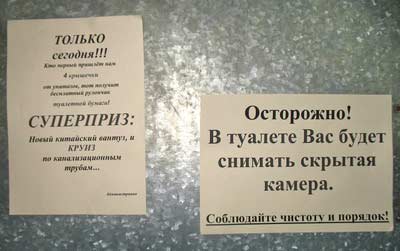 ТОЛЬКО
сегодня!!!
Кто первый пришлёт нам
4 крышечки
от унитазов, тот получит
бесплатный рулончик
туалетной бумаги!
СУПЕРПРИЗ:
Новый китайский вантуз, и
КРУИЗ
по канализационным
трубам...
Администрация
Осторожно!
В туалете Вас будет
снимать скрытая
камера.
Соблюдайте чистоту и порядок!